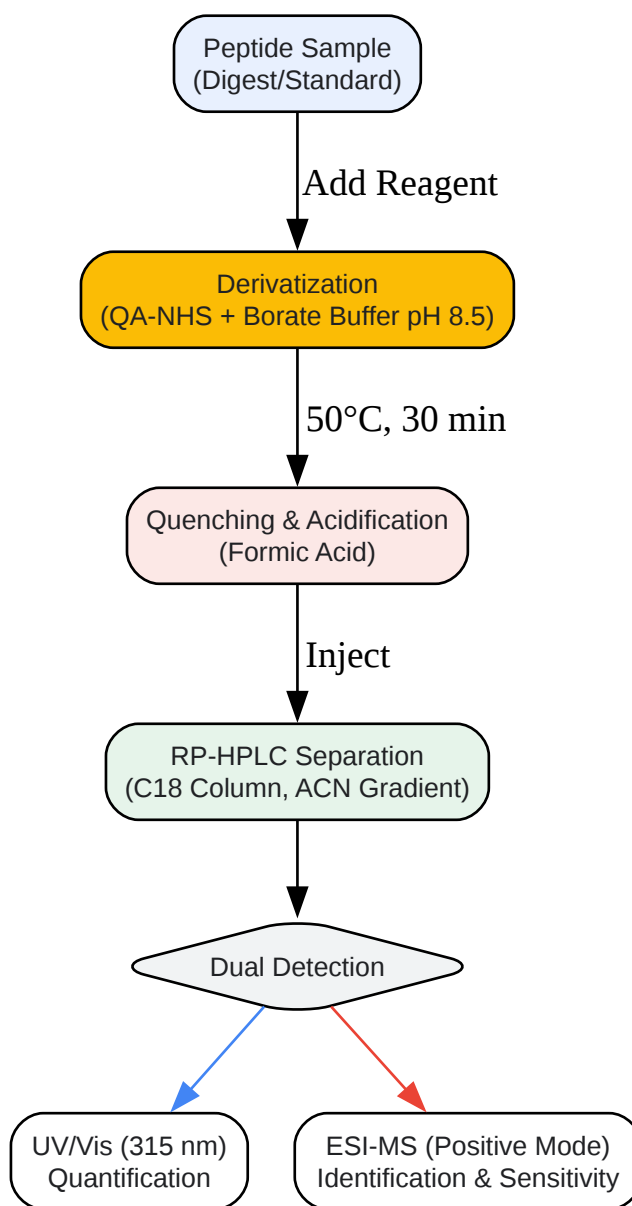 Peptide Sample
(Digest/Standard)
Add Reagent
Derivatization
(QA-NHS + Borate Buffer pH 8.5)
50°C, 30 min
Quenching & Acidification
(Formic Acid)
Inject
RP-HPLC Separation
(C18 Column, ACN Gradient)
Dual Detection
UV/Vis (315 nm)
Quantification
ESI-MS (Positive Mode)
Identification & Sensitivity